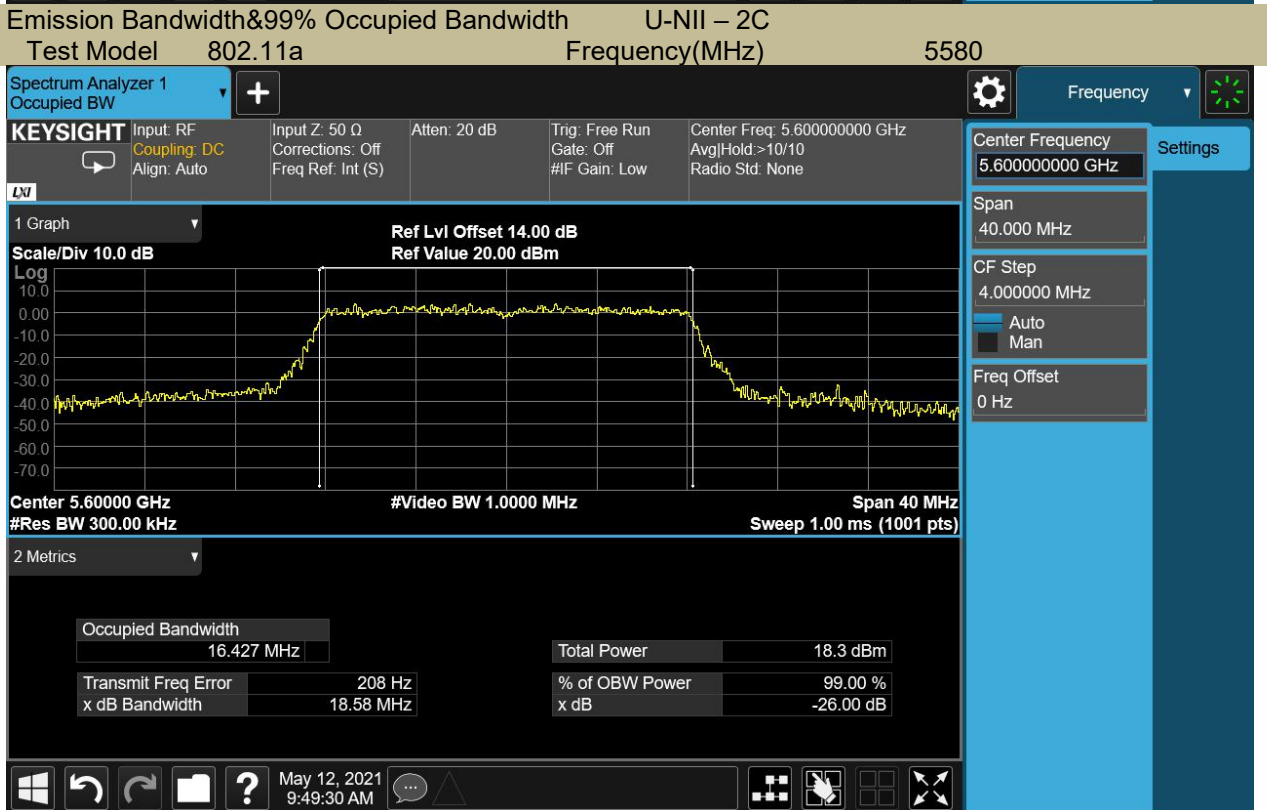 Emission Bandwidth&99% Occupied Bandwidth U-NII – 2C
Test Model 802.11a Frequency(MHz) 5580
Spectrum Analyzer 1
Occupied BW
+
Frequency
KEYSIGHT
LXI
Input: RF
Coupling: DC
Align: Auto
Input Z: 50 Ω
Corrections: Off
Freq Ref: Int (S)
Atten: 20 dB
Trig: Free Run
Gate: Off
#IF Gain: Low
Center Freq: 5.600000000 GHz
Avg|Hold:>10/10
Radio Std: None
Center Frequency
5.600000000 GHz
Settings
Span
40.000 MHz
CF Step
4.000000 MHz
Auto
Man
Freq Offset
0 Hz
1 Graph
Scale/Div 10.0 dB
Ref Lvl Offset 14.00 dB
Ref Value 20.00 dBm
Log
10.0
0.00
-10.0
-20.0
-30.0
-40.0
-50.0
-60.0
-70.0
Center 5.60000 GHz #Video BW 1.0000 MHz Span 40 MHz
#Res BW 300.00 kHz Sweep 1.00 ms (1001 pts)
2 Metrics
Occupied Bandwidth
16.427 MHz
Total Power 18.3 dBm
Transmit Freq Error 208 Hz
% of OBW Power 99.00 %
x dB Bandwidth 18.58 MHz
x dB -26.00 dB
?
May 12, 2021
9:49:30 AM